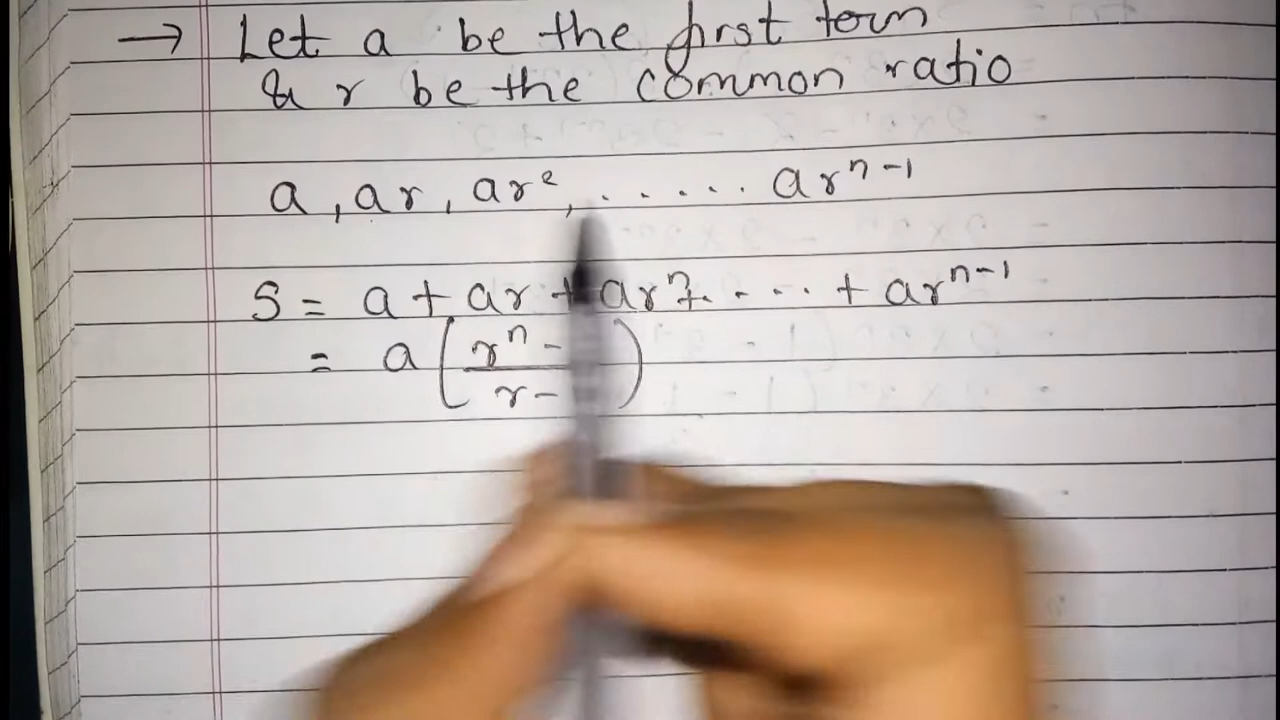 → Let a be the first term
& r be the common ratio
a, ar, ar², ..... arⁿ⁻¹
S = a + ar + ar² + .... + arⁿ⁻¹
= a(rⁿ - / r - )